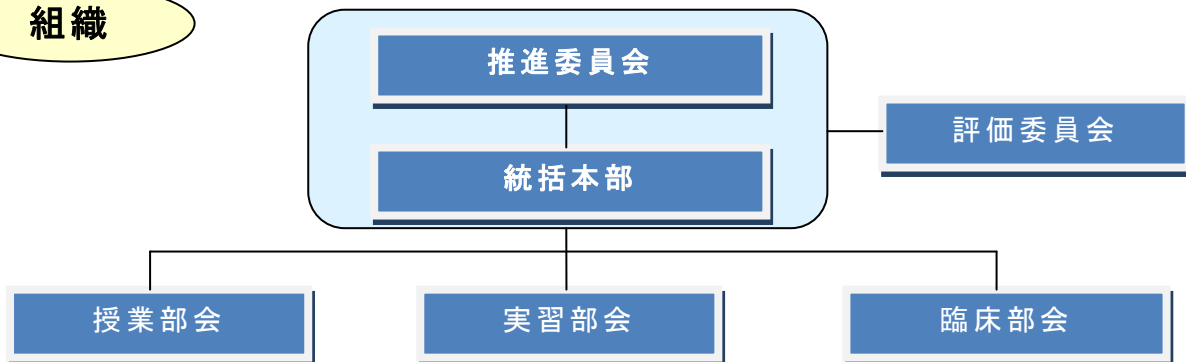 組織
推進委員会
評価委員会
統括本部
授業部会
実習部会
臨床部会